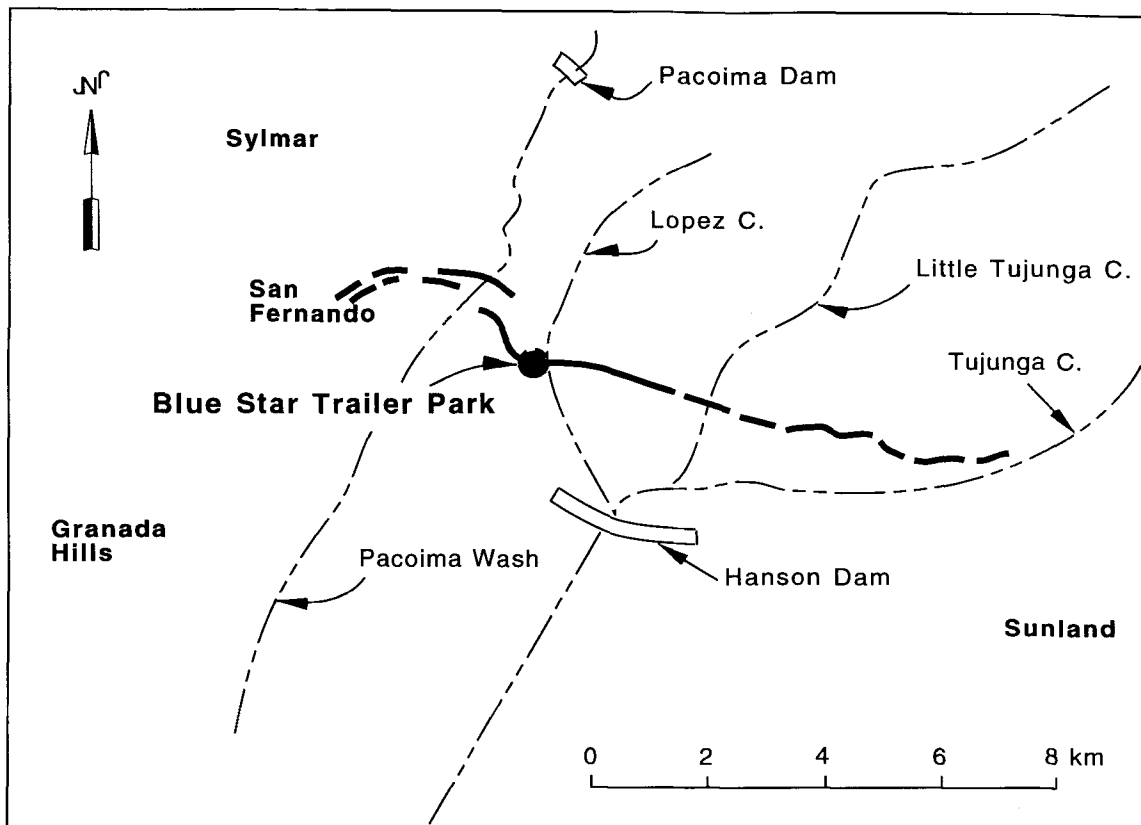 N
Pacoima Dam
Sylmar
Lopez C.
Little Tujunga C.
San
Fernando
Tujunga C.
Blue Star Trailer Park
Granada
Hills
Pacoima Wash
Hanson Dam
Sunland
0 2 4 6 8 km